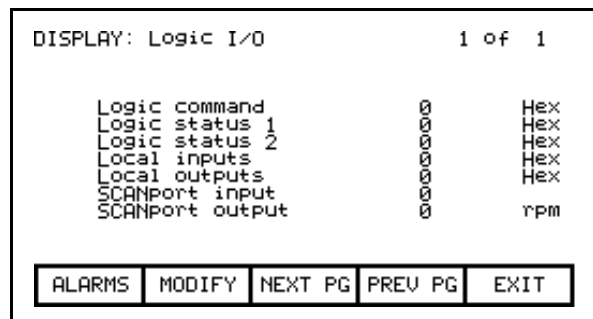 DISPLAY: Logic I/O 1 of 1
Logic command 0 Hex
Logic status 1 0 Hex
Logic status 2 0 Hex
Local inputs 0 Hex
Local outputs 0 Hex
SCANport input 0
SCANport output 0 rpm
ALARMS MODIFY NEXT PG PREV PG EXIT